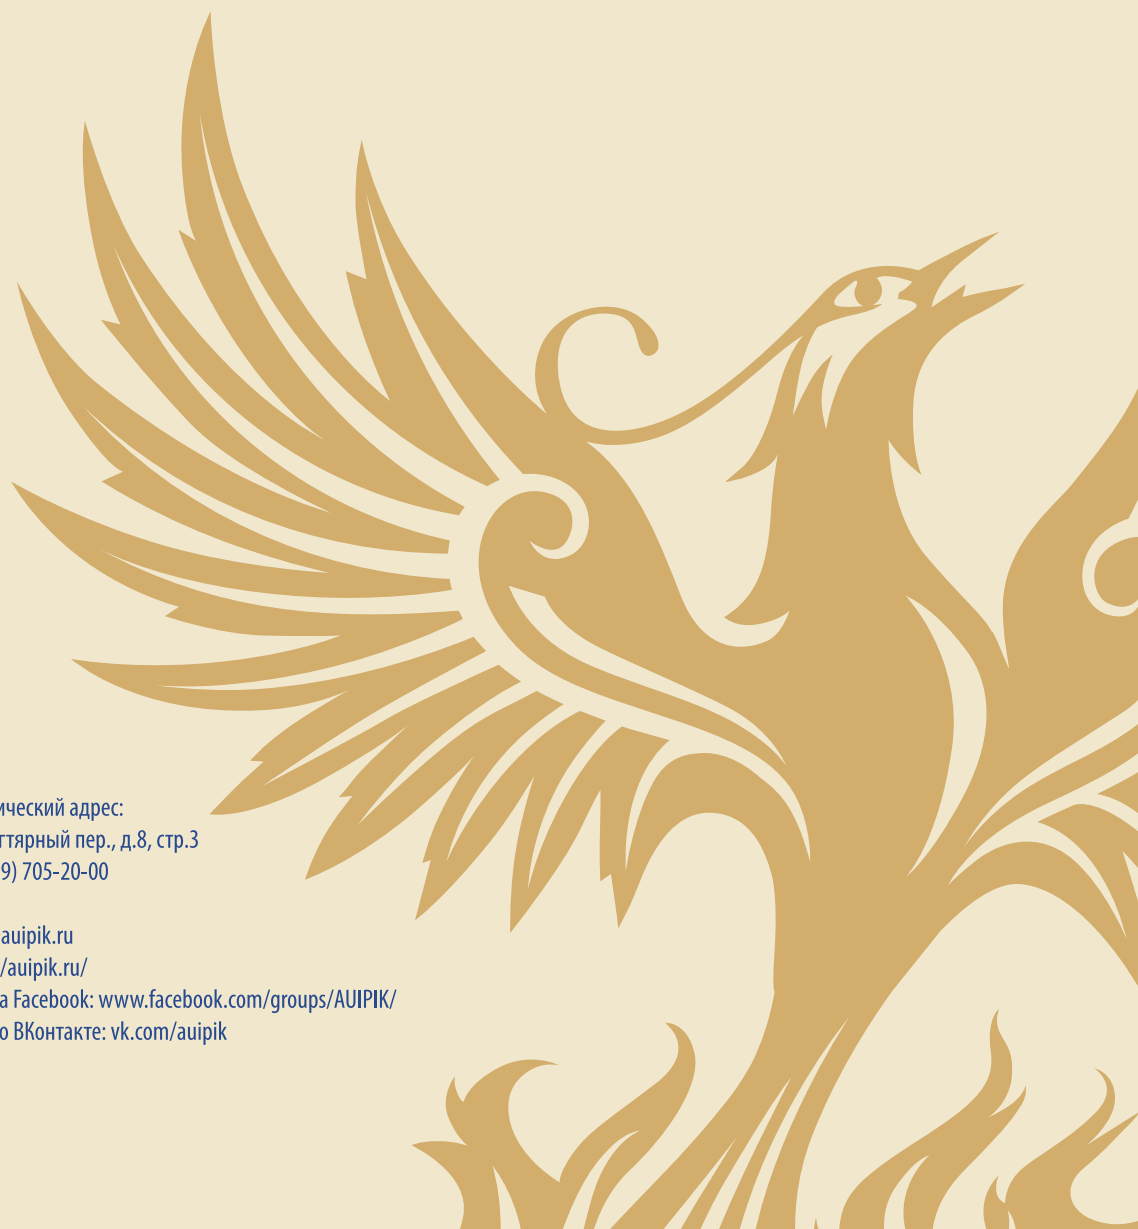 ический адрес:
гтярный пер., д.8, стр.3
9) 705-20-00
auipik.ru
/auipik.ru/
а Facebook: www.facebook.com/groups/AUIPIK/
о ВКонтакте: vk.com/auipik